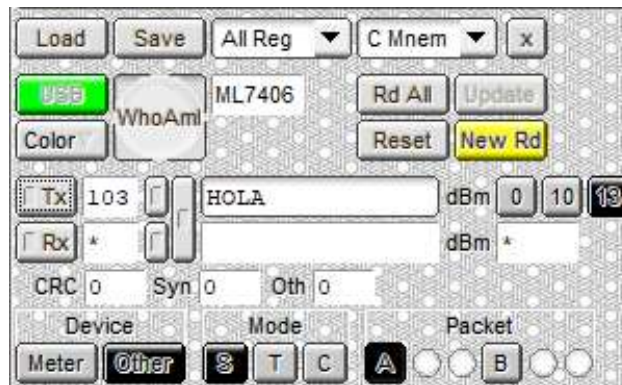 Load Save All Reg C Mnem x
USB WhoAmI ML7406 Rd All Update
Color Reset New Rd
Tx 103 HOLA dBm 0 10 13
Rx * dBm *
CRC 0 Syn 0 Oth 0
Device Mode Packet
Meter Other S T C A B